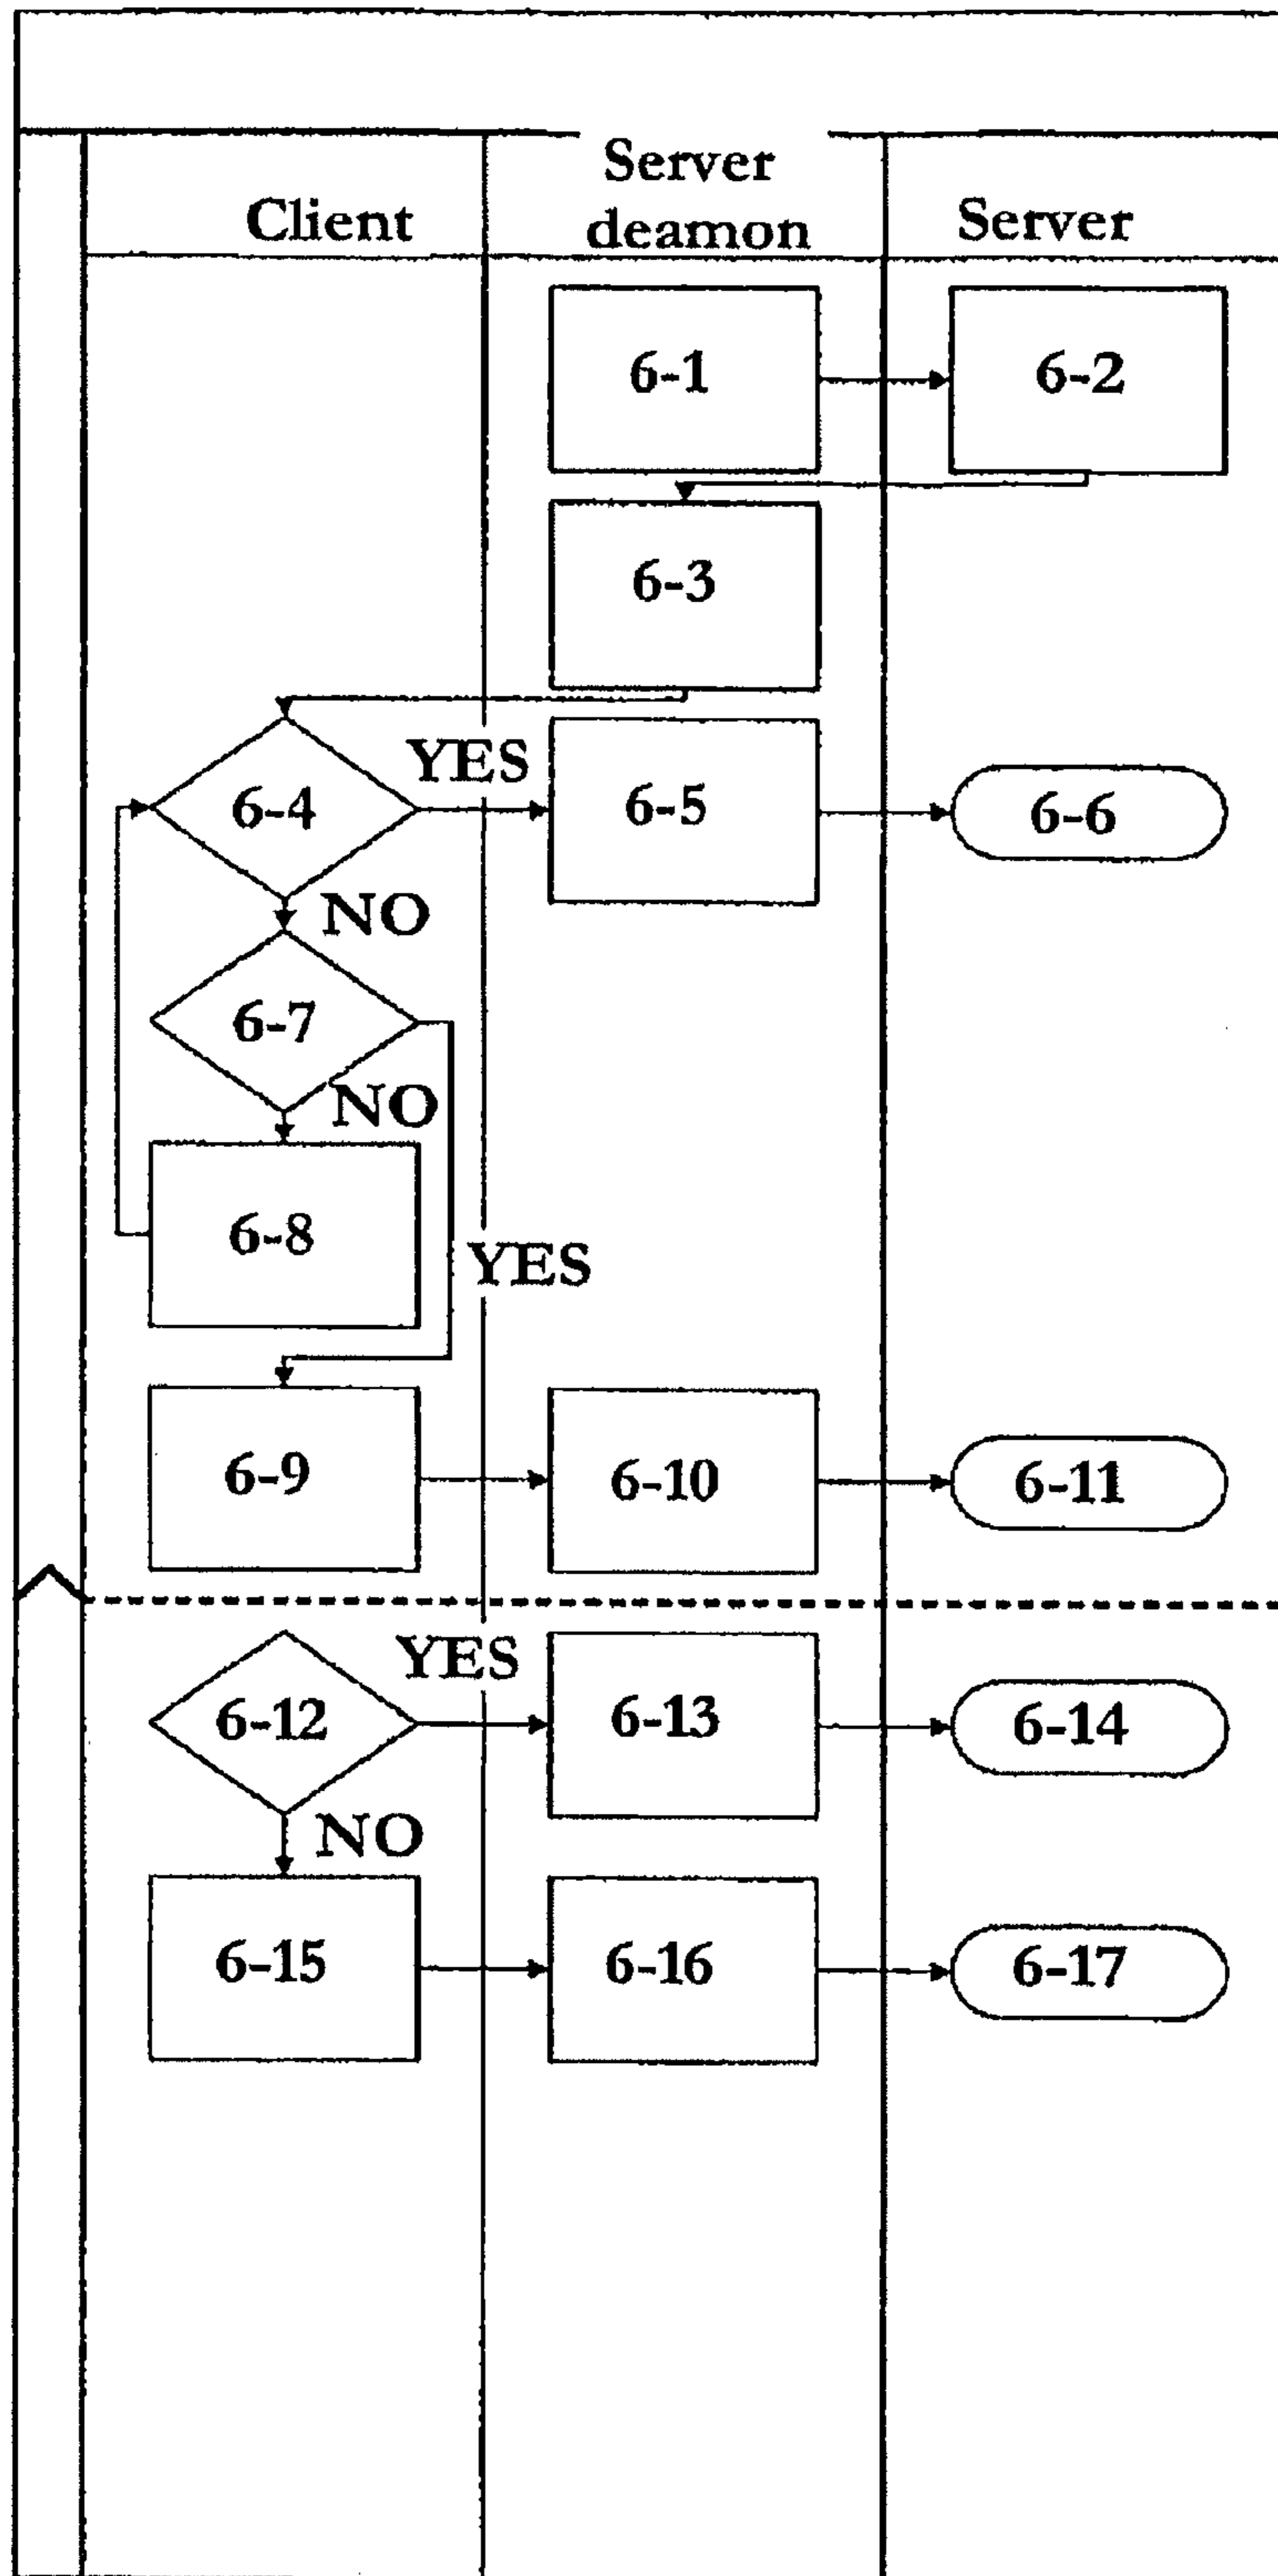 Client
Server
deamon
Server
6-1
6-2
6-3
6-4
YES
6-5
6-6
NO
6-7
NO
6-8
YES
6-9
6-10
6-11
6-12
YES
6-13
6-14
NO
6-15
6-16
6-17